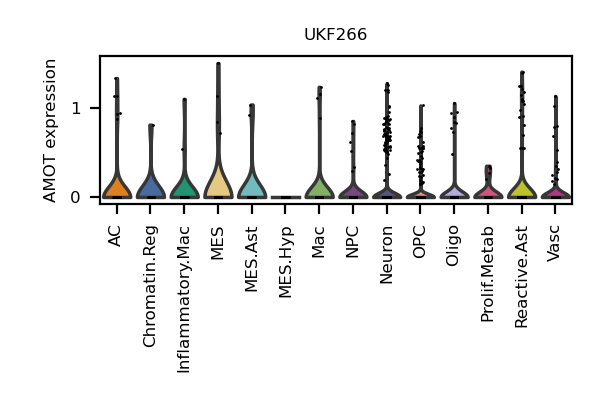 UKF266
AMOT expression
1
0
AC
Chromatin.Reg
Inflammatory.Mac
MES
MES.Ast
MES.Hyp
Mac
NPC
Neuron
OPC
Oligo
Prolif.Metab
Reactive.Ast
Vasc